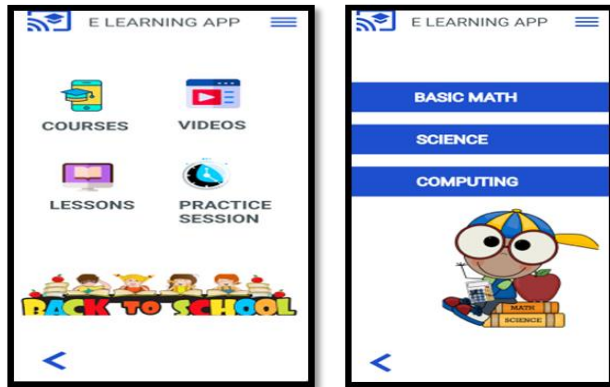 E LEARNING APP
COURSES
VIDEOS
LESSONS
PRACTICE
SESSION
BACK TO SCHOOL
E LEARNING APP
BASIC MATH
SCIENCE
COMPUTING
MATH
SCIENCE